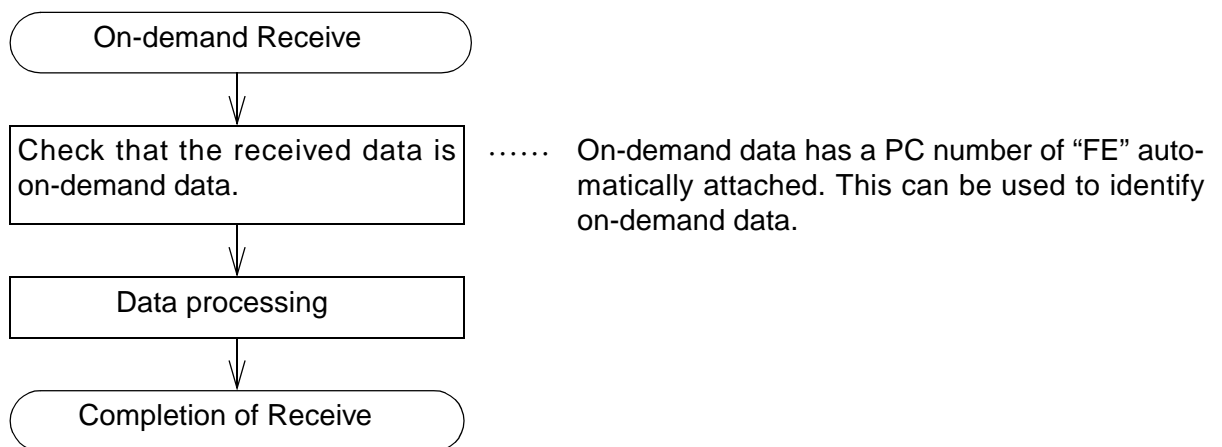 On-demand Receive
Check that the received data is
on-demand data.
...... On-demand data has a PC number of “FE” auto-
matically attached. This can be used to identify
on-demand data.
Data processing
Completion of Receive